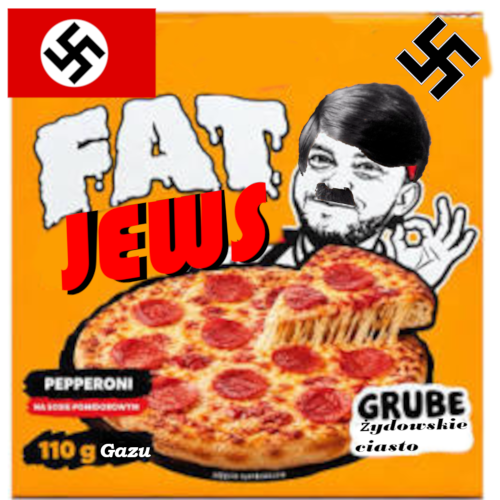 FAT
JEWS
PEPPERONI
NA SOSIE POMIDOROWYM
110 g Gazu
GRUBE
Żydowskie
ciasto